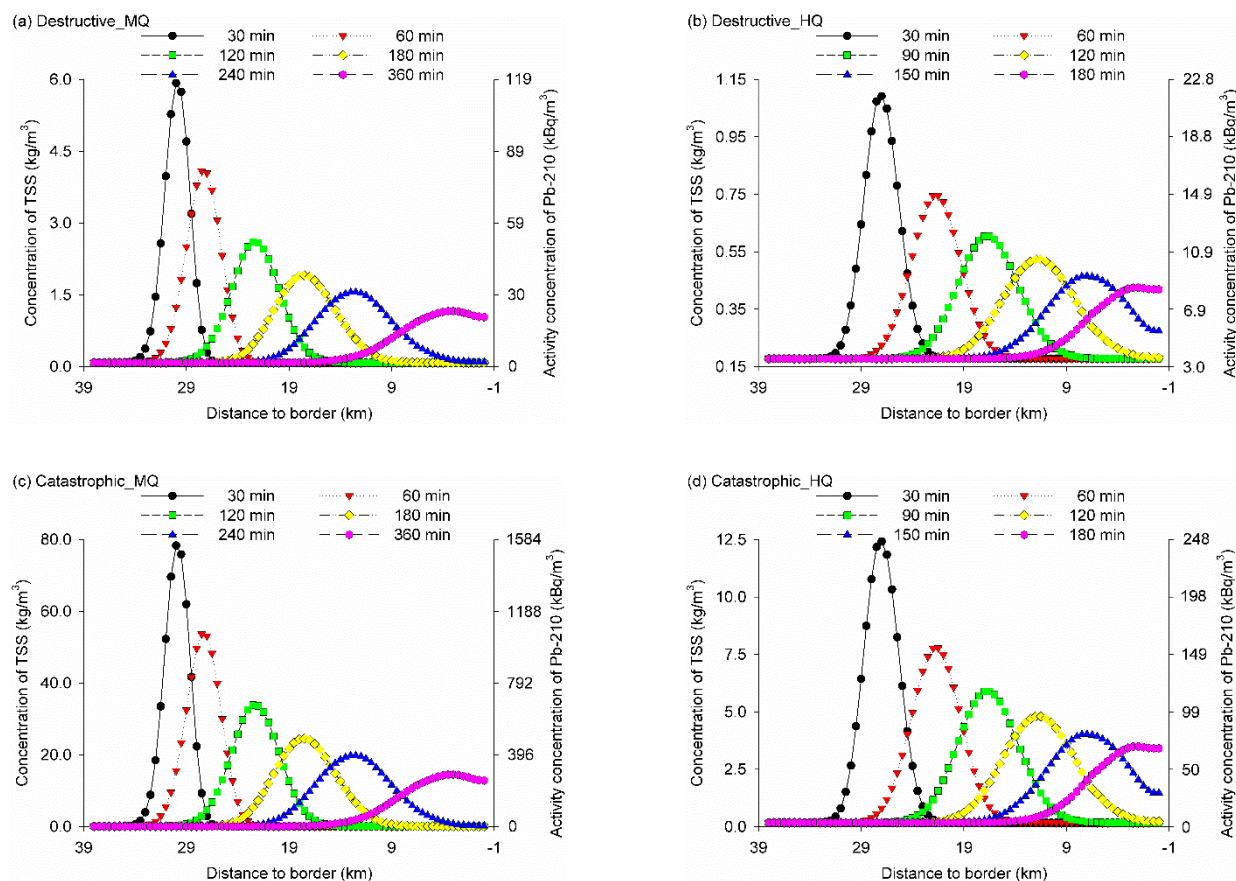 (a) Destructive_MQ
30 min 60 min
120 min 180 min
240 min 360 min
6.0 119
4.5 89
3.0 59
1.5 30
0.0 0
39 29 19 9 -1
Concentration of TSS (kg/m³)
Activity concentration of Pb-210 (kBq/m³)
Distance to border (km)
(b) Destructive_HQ
30 min 60 min
90 min 120 min
150 min 180 min
1.15 22.8
0.95 18.8
0.75 14.9
0.55 10.9
0.35 6.9
0.15 3.0
39 29 19 9 -1
Concentration of TSS (kg/m³)
Activity concentration of Pb-210 (kBq/m³)
Distance to border (km)
(c) Catastrophic_MQ
30 min 60 min
120 min 180 min
240 min 360 min
80.0 1584
60.0 1188
40.0 792
20.0 396
0.0 0
39 29 19 9 -1
Concentration of TSS (kg/m³)
Activity concentration of Pb-210 (kBq/m³)
Distance to border (km)
(d) Catastrophic_HQ
30 min 60 min
90 min 120 min
150 min 180 min
12.5 248
10.0 198
7.5 149
5.0 99
2.5 50
0.0 0
39 29 19 9 -1
Concentration of TSS (kg/m³)
Activity concentration of Pb-210 (kBq/m³)
Distance to border (km)